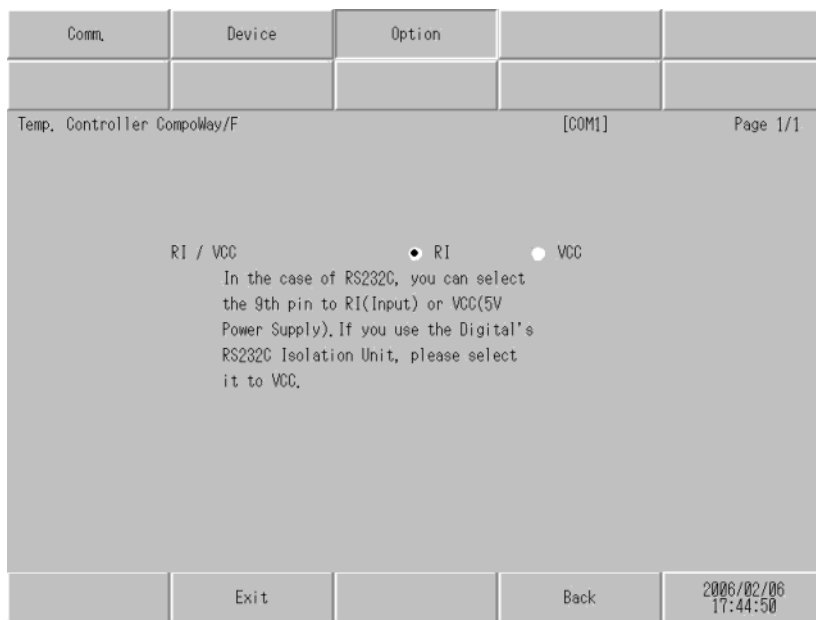 Comm. Device Option
Temp. Controller CompoWay/F [COM1] Page 1/1
RI / VCC RI VCC
In the case of RS232C, you can select
the 9th pin to RI(Input) or VCC(5V
Power Supply). If you use the Digital's
RS232C Isolation Unit, please select
it to VCC.
Exit Back 2006/02/06
17:44:50